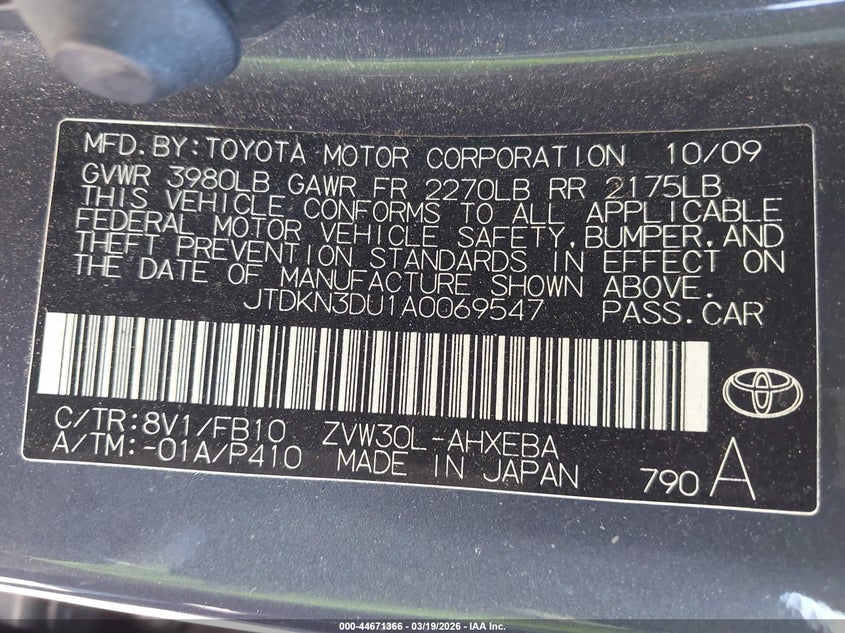 MFD.BY:TOYOTA MOTOR CORPORATION 10/09
GVWR 3980LB GAWR FR 2270LB RR 2175LB
THIS VEHICLE CONFORMS TO ALL APPLICABLE
FEDERAL MOTOR VEHICLE SAFETY,BUMPER,AND
THEFT PREVENTION STANDARDS IN EFFECT ON
THE DATE OF MANUFACTURE SHOWN ABOVE.
JTDKN3DU1A0069547 PASS.CAR
C/TR:8V1/FB10 ZVW30L-AHXEBA
A/TM:-01A/P410 MADE IN JAPAN
790 A
000-44671366 | 03/19/2026 - IAA Inc.